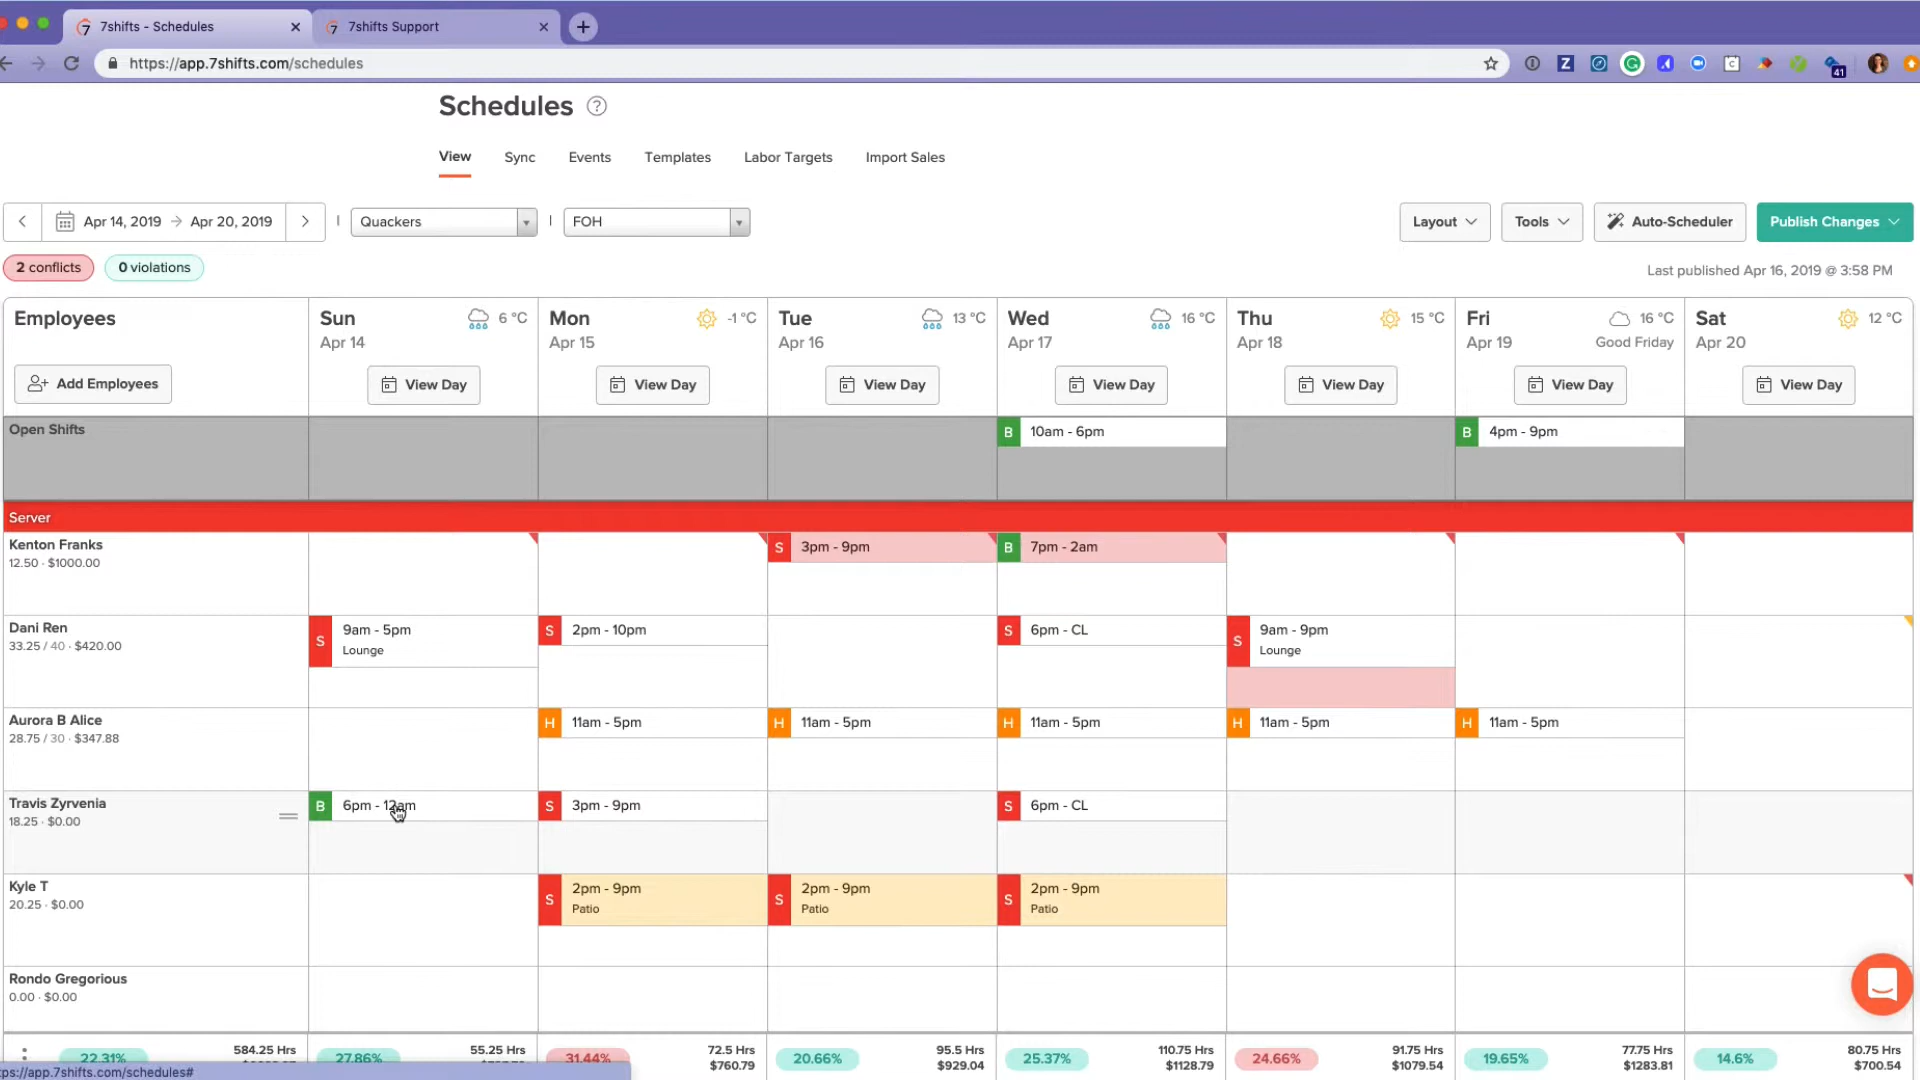 7shifts - Schedules
7shifts Support
https://app.7shifts.com/schedules
41
Schedules ?
View Sync Events Templates Labor Targets Import Sales
Apr 14, 2019 → Apr 20, 2019 | Quackers | FOH Layout Tools Auto-Scheduler Publish Changes
2 conflicts 0 violations Last published Apr 16, 2019 @ 3:58 PM
Employees Sun 6 °C Mon -1 °C Tue 13 °C Wed 16 °C Thu 15 °C Fri 16 °C Sat 12 °C
Apr 14 Apr 15 Apr 16 Apr 17 Apr 18 Apr 19 Good Friday Apr 20
Add Employees View Day View Day View Day View Day View Day View Day View Day
Open Shifts B 10am - 6pm B 4pm - 9pm
Server
Kenton Franks S 3pm - 9pm B 7pm - 2am
12.50 · $1000.00
Dani Ren S 9am - 5pm S 2pm - 10pm S 6pm - CL S 9am - 9pm
33.25 / 40 · $420.00 Lounge Lounge
Aurora B Alice H 11am - 5pm H 11am - 5pm H 11am - 5pm H 11am - 5pm H 11am - 5pm
28.75 / 30 · $347.88
Travis Zyrvenia B 6pm - 12am S 3pm - 9pm S 6pm - CL
18.25 · $0.00
Kyle T S 2pm - 9pm S 2pm - 9pm S 2pm - 9pm
20.25 · $0.00 Patio Patio Patio
Rondo Gregorious
0.00 · $0.00
22.31% 584.25 Hrs 27.86% 55.25 Hrs 31.44% 72.5 Hrs 20.66% 95.5 Hrs 25.37% 110.75 Hrs 24.66% 91.75 Hrs 19.65% 77.75 Hrs 14.6% 80.75 Hrs
$760.79 $929.04 $1128.79 $1079.54 $1283.81 $700.54
ps://app.7shifts.com/schedules#